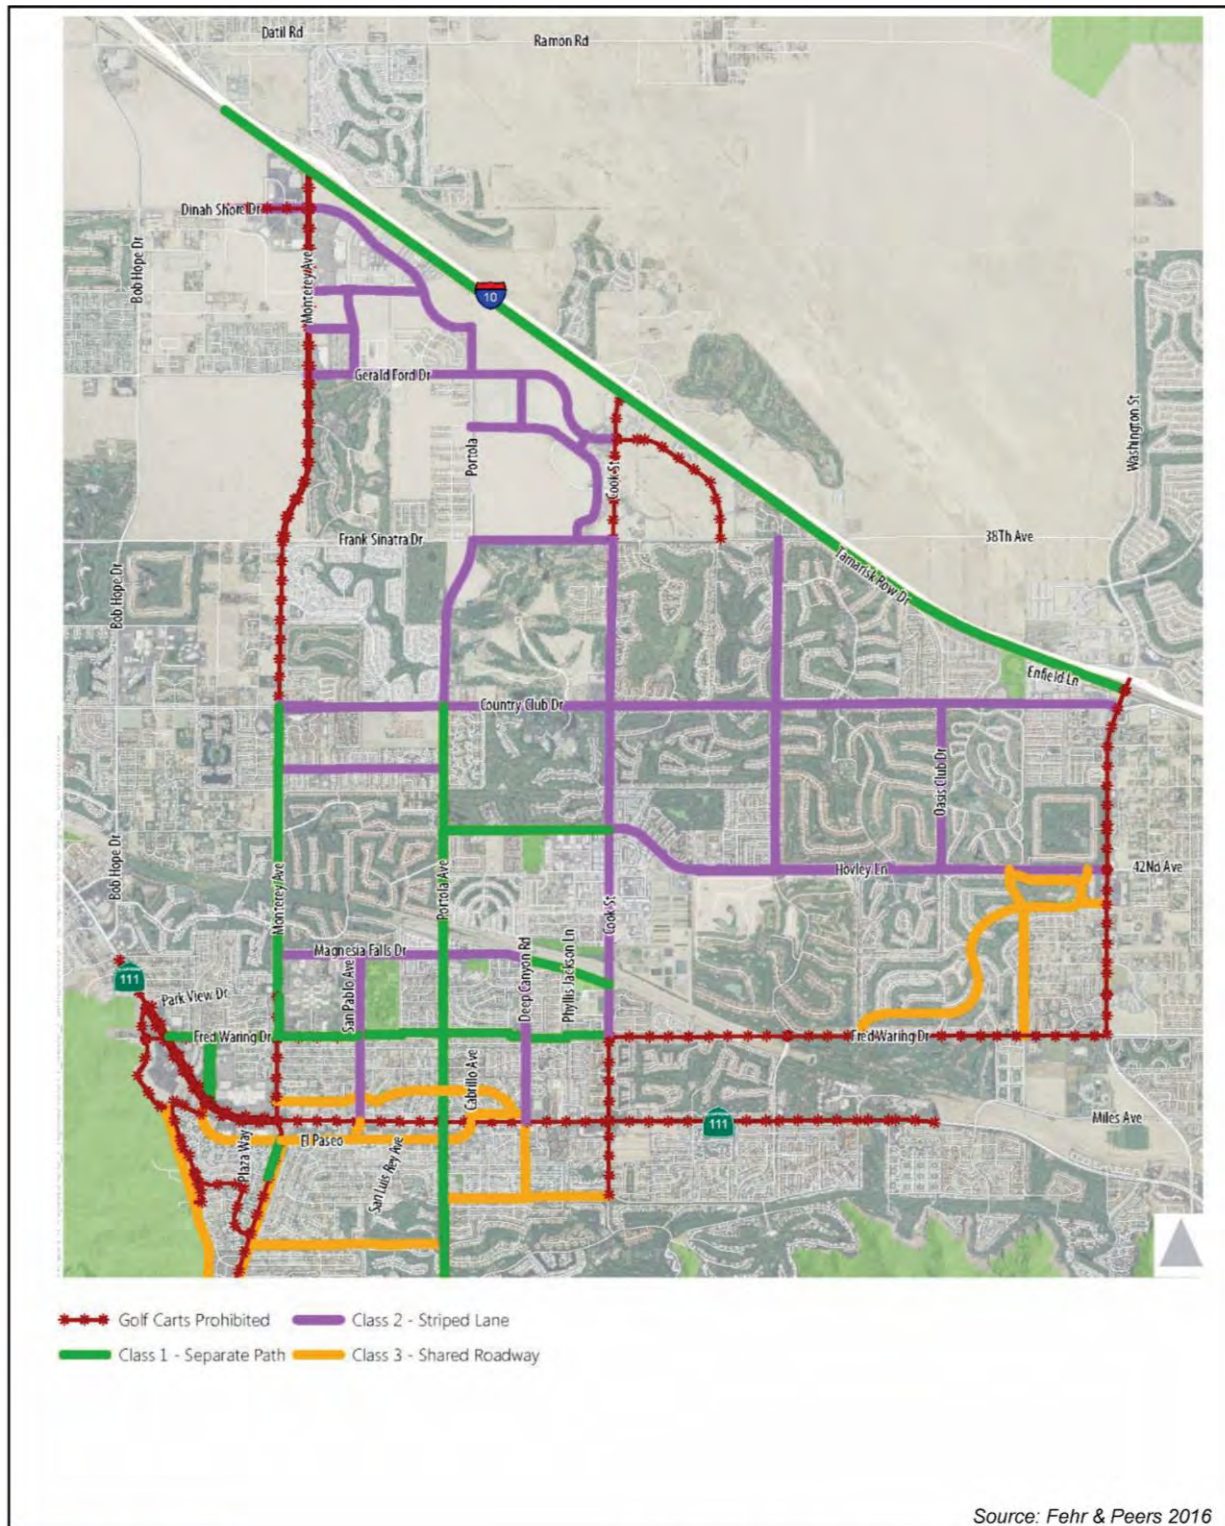 Datil Rd
Ramon Rd
Dinah Shore Dr
Bob Hope Dr
Monterey Ave
10
Gerald Ford Dr
Portola
Cook St
Washington St
Frank Sinatra Dr
38Th Ave
Tamarisk Row Dr
Bob Hope Dr
Enfield Ln
Country Club Dr
Oasis Club Dr
Hovley Ln
42Nd Ave
Bob Hope Dr
Monterey Ave
Portola Ave
Cook St
Magnesia Falls Dr
Deep Canyon Rd
Phyllis Jackson Ln
San Pablo Ave
111
Park View Dr
Fred Waring Dr
Fred Waring Dr
Cabrillo Ave
111
Miles Ave
El Paseo
Plaza Way
San Luis Rey Ave
Golf Carts Prohibited
Class 2 - Striped Lane
Class 1 - Separate Path
Class 3 - Shared Roadway
Source: Fehr & Peers 2016